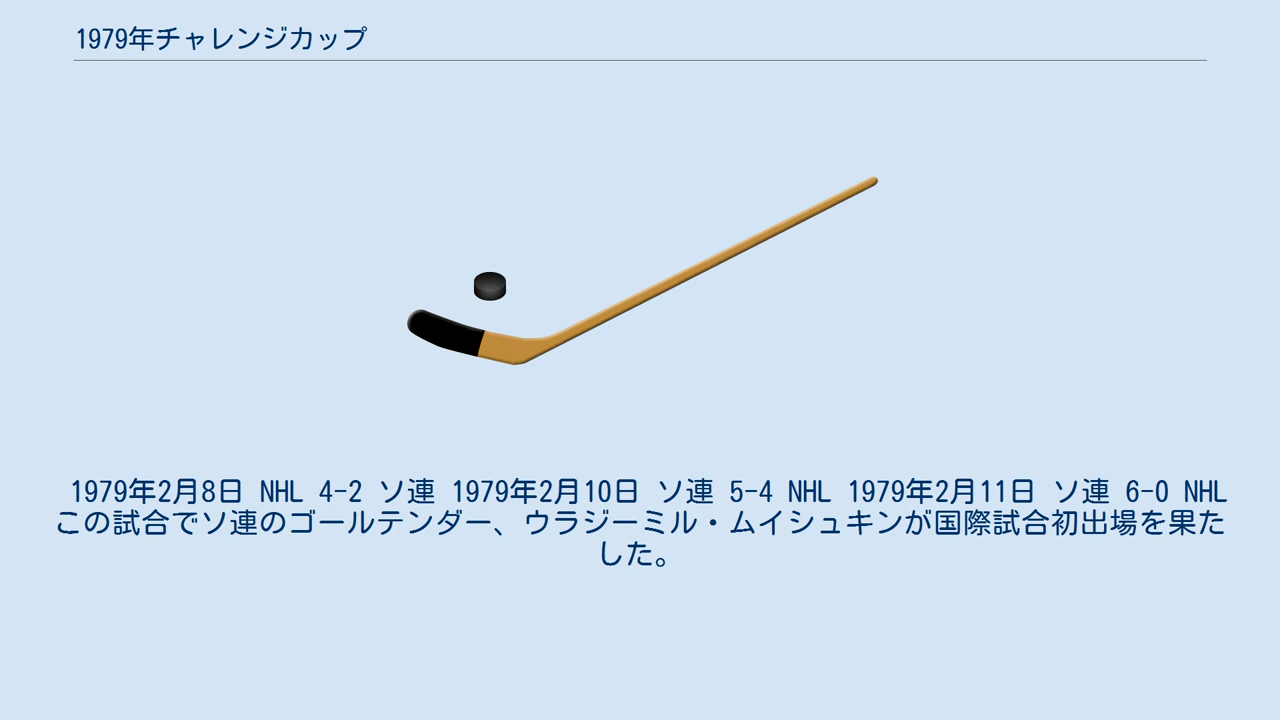 1979年チャレンジカップ
1979年2月8日 NHL 4-2 ソ連 1979年2月10日 ソ連 5-4 NHL 1979年2月11日 ソ連 6-0 NHL
この試合でソ連のゴールテンダー、ウラジーミル・ムイシュキンが国際試合初出場を果た
した。